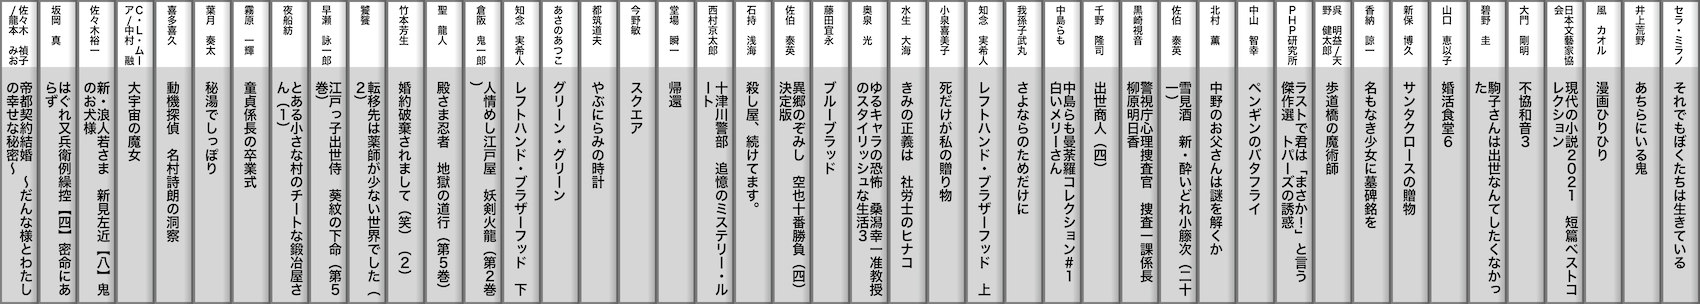 セラ・ミラノ
それでもぼくたちは生きている
井上荒野
あちらにいる鬼
風 カオル
漫画ひりひり
日本文藝家協
会
現代の小説2021 短篇ベストコ
レクション
大門 剛明
不協和音3
碧野 圭
駒子さんは出世なんてしたくなかっ
た
山口 恵以子
婚活食堂6
新保 博久
サンタクロースの贈物
香納 諒一
名もなき少女に墓碑銘を
呉 明益/天
野 健太郎
歩道橋の魔術師
PHP研究所
ラストで君は「まさか!」と言う
傑作選 トパーズの誘惑
中山 智幸
ペンギンのバタフライ
北村 薫
中野のお父さんは謎を解くか
佐伯 泰英
雪見酒 新・酔いどれ小籐次(二十
一)
黒崎視音
警視庁心理捜査官 捜査一課係長
柳原明日香
千野 隆司
出世商人(四)
中島らも
中島らも曼荼羅コレクション#1
白いメリーさん
我孫子武丸
さよならのためだけに
知念 実希人
レフトハンド・ブラザーフッド 上
小泉喜美子
死だけが私の贈り物
水生 大海
きみの正義は 社労士のヒナコ
奥泉 光
ゆるキャラの恐怖 桑潟幸一准教授
のスタイリッシュな生活3
藤田宜永
ブルーブラッド
佐伯 泰英
異郷のぞみし 空也十番勝負(四)
決定版
石持 浅海
殺し屋、続けてます。
西村京太郎
十津川警部 追憶のミステリー・ル
ート
堂場 瞬一
帰還
今野敏
スクエア
都筑道夫
やぶにらみの時計
あさのあつこ
グリーン・グリーン
知念 実希人
レフトハンド・ブラザーフッド 下
倉阪 鬼一郎
人情めし江戸屋 妖剣火龍(第2巻
)
聖 龍人
殿さま忍者 地獄の道行(第5巻)
竹本芳生
婚約破棄されまして(笑)(2)
饕餮
転移先は薬師が少ない世界でした(
2)
早瀬 詠一郎
江戸っ子出世侍 葵紋の下命(第5
巻)
夜船紡
とある小さな村のチートな鍛冶屋さ
ん(1)
霧原 一輝
童貞係長の卒業式
葉月 奏太
秘湯でしっぽり
喜多喜久
動機探偵 名村詩朗の洞察
C・L・ムー
ア/中村 融
大宇宙の魔女
佐々木裕一
新・浪人若さま 新見左近【八】鬼
のお犬様
坂岡 真
はぐれ又兵衛例繰控【四】密命にあ
らず
佐々木 禎子
/龍本 みお
帝都契約結婚 ~だんな様とわたし
の幸せな秘密~